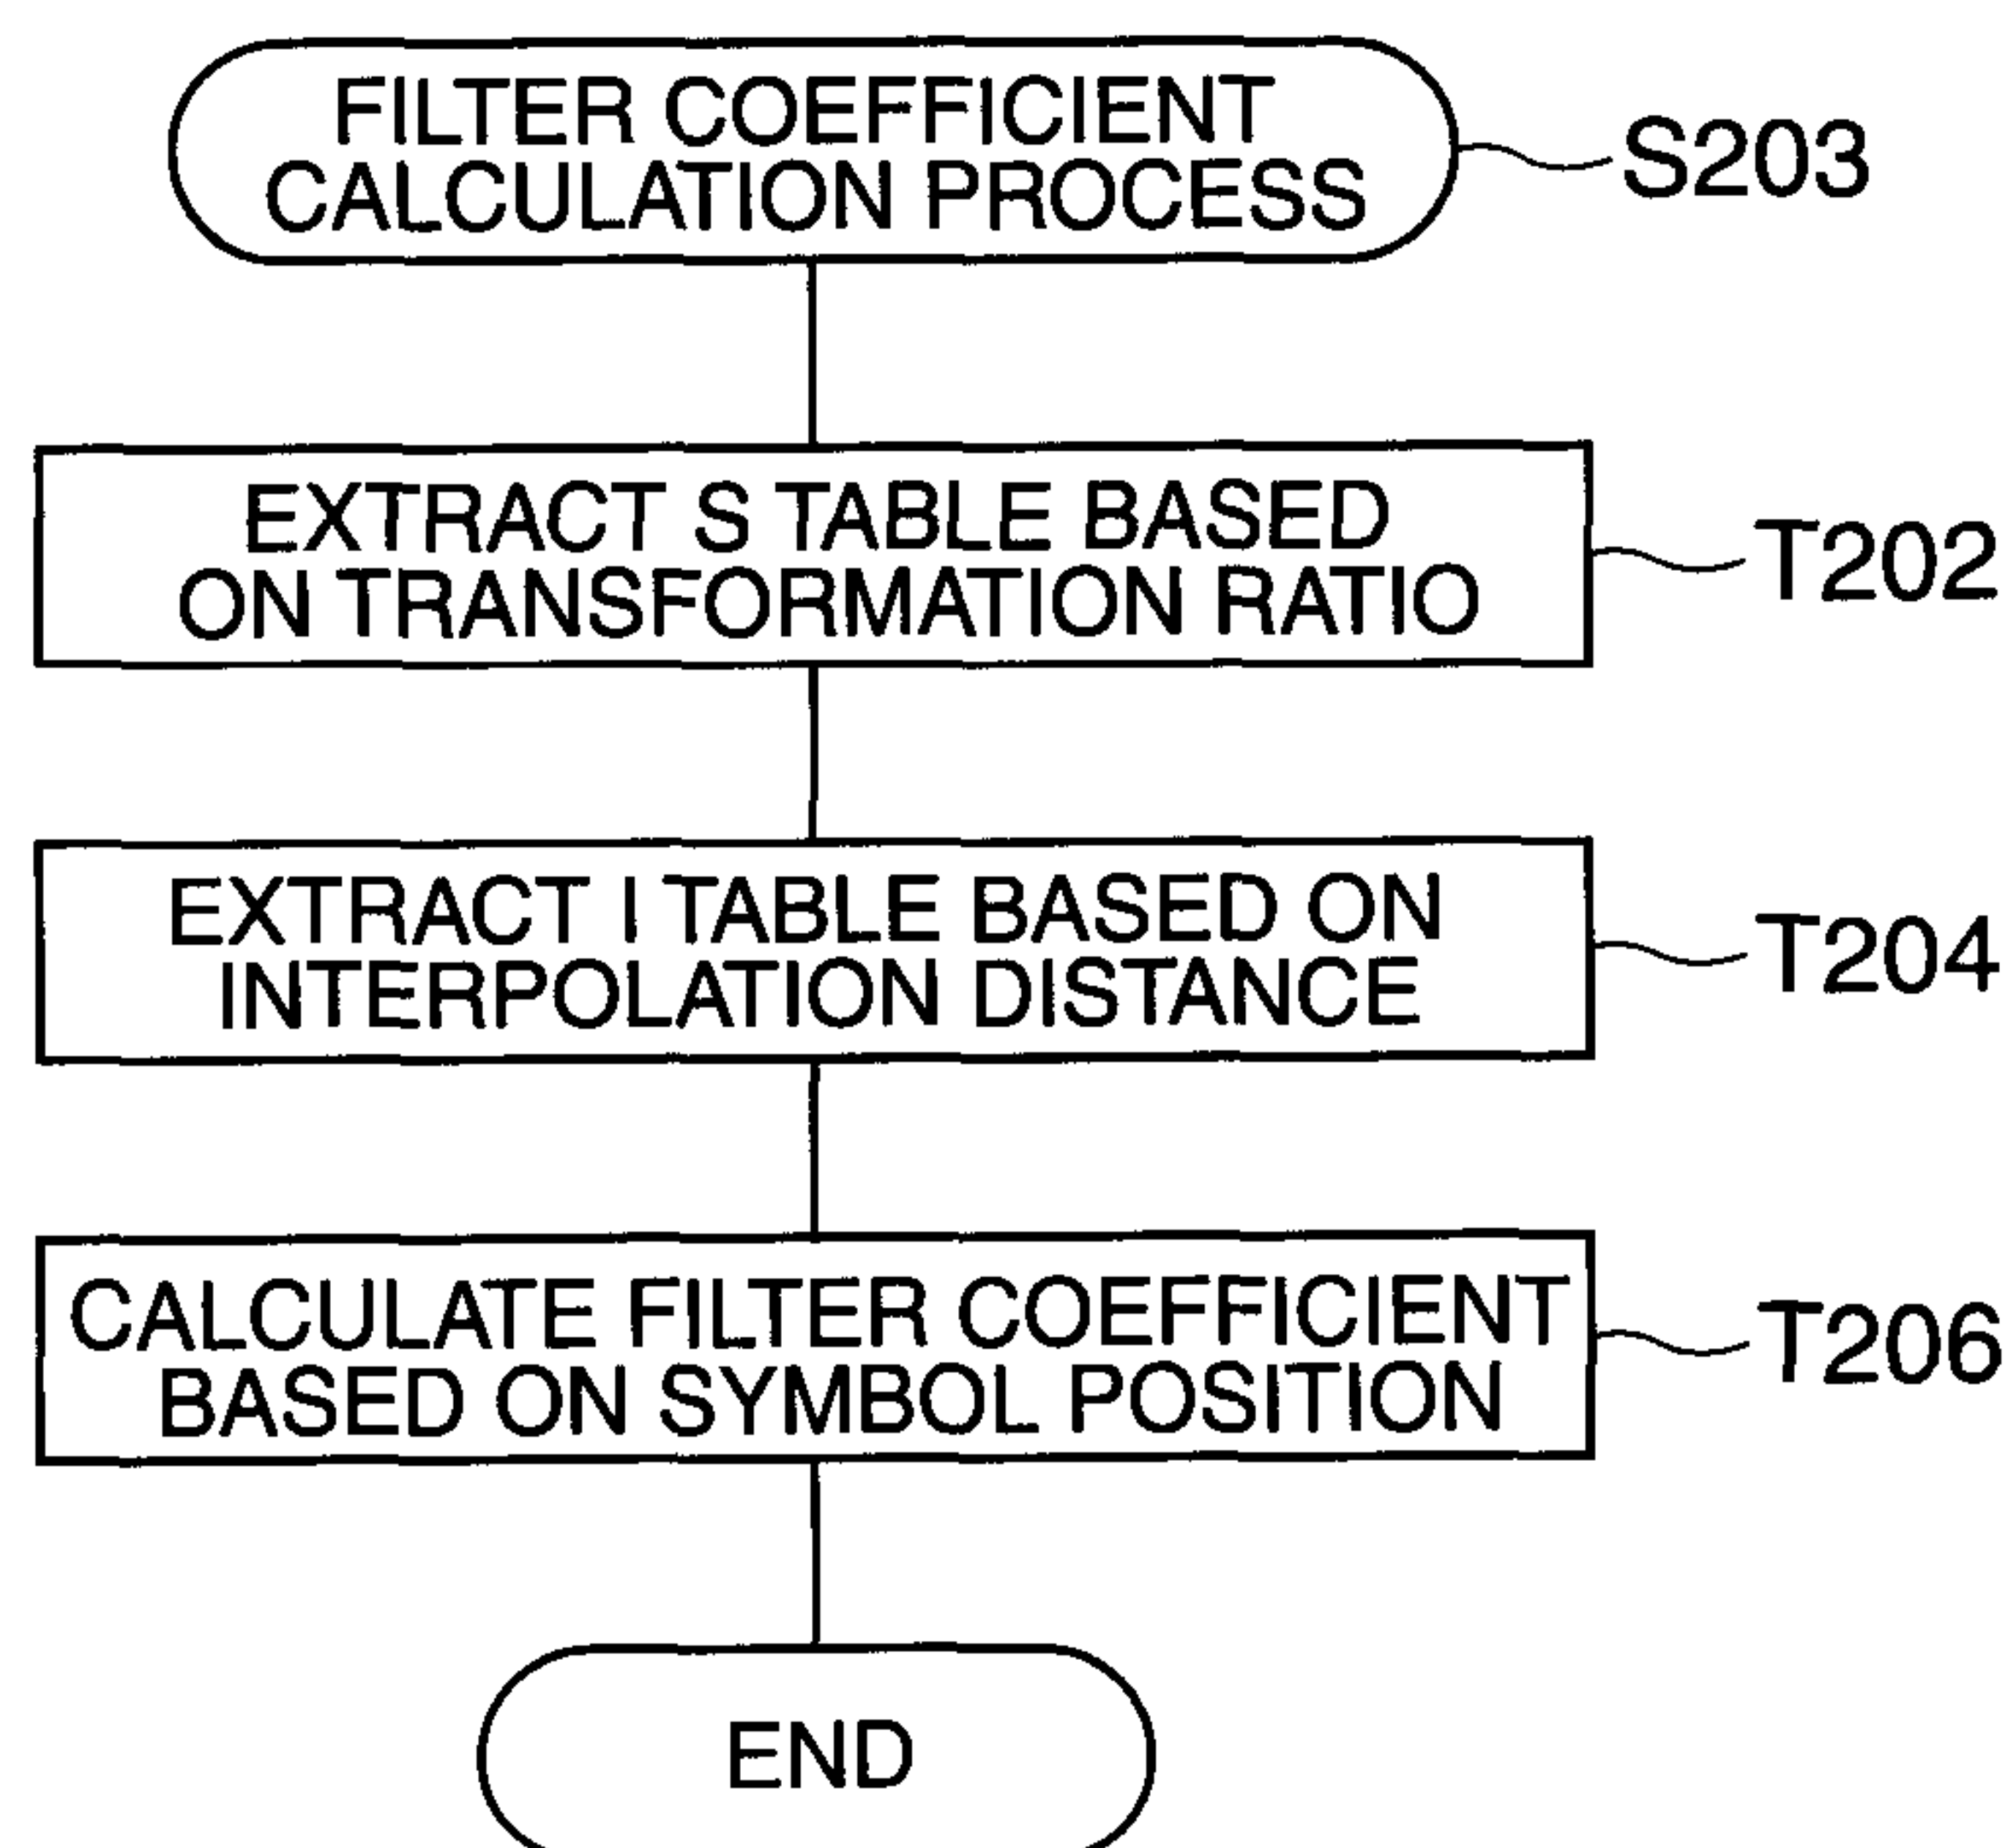 FILTER COEFFICIENT
CALCULATION PROCESS
S203
EXTRACT S TABLE BASED
ON TRANSFORMATION RATIO
T202
EXTRACT I TABLE BASED ON
INTERPOLATION DISTANCE
T204
CALCULATE FILTER COEFFICIENT
BASED ON SYMBOL POSITION
T206
END